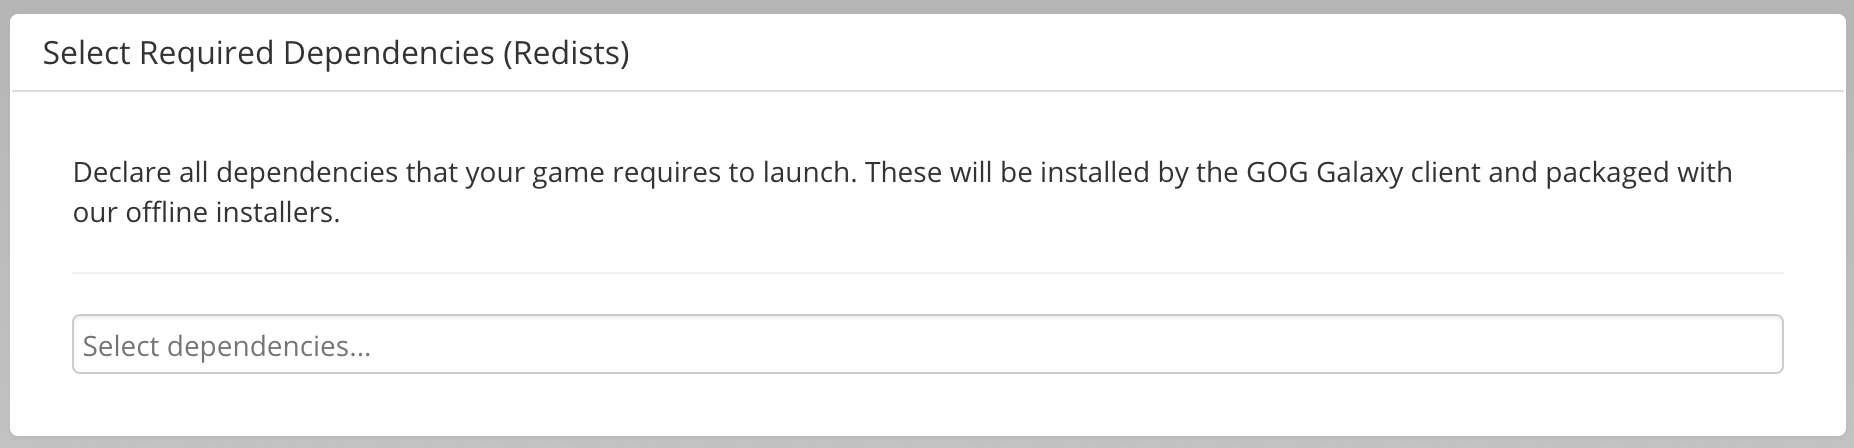 Select Required Dependencies (Redists)
Declare all dependencies that your game requires to launch. These will be installed by the GOG Galaxy client and packaged with
our offline installers.
Select dependencies...